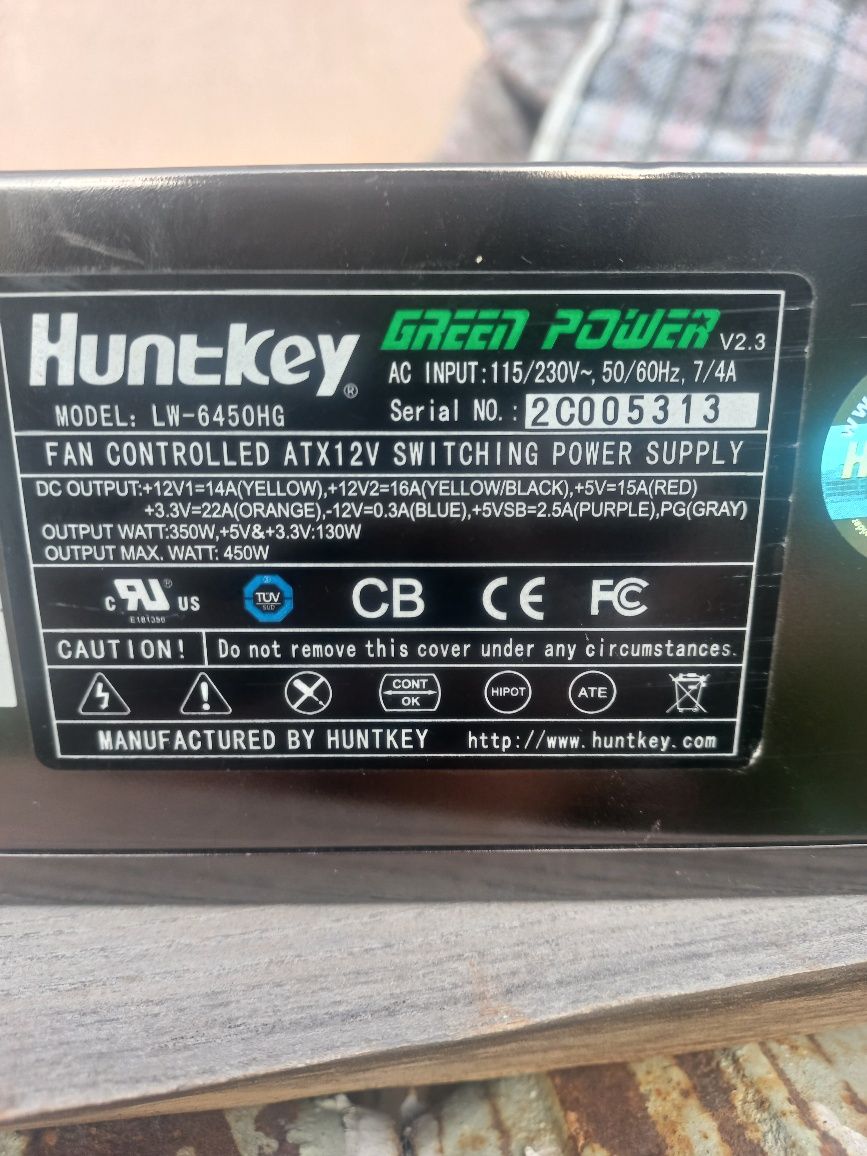 Huntkey®
GREEN POWER V2.3
AC INPUT:115/230V~, 50/60Hz, 7/4A
MODEL: LW-6450HG
Serial NO.: 2C005313
FAN CONTROLLED ATX12V SWITCHING POWER SUPPLY
DC OUTPUT:+12V1=14A(YELLOW),+12V2=16A(YELLOW/BLACK),+5V=15A(RED)
+3.3V=22A(ORANGE),-12V=0.3A(BLUE),+5VSB=2.5A(PURPLE),PG(GRAY)
OUTPUT WATT:350W,+5V&+3.3V:130W
OUTPUT MAX. WATT: 450W
c RU® US
TÜV
SÜD
CB
CE
FC
CAUTION! Do not remove this cover under any circumstances.
CONT
OK
HIPOT
ATE
MANUFACTURED BY HUNTKEY http://www.huntkey.com